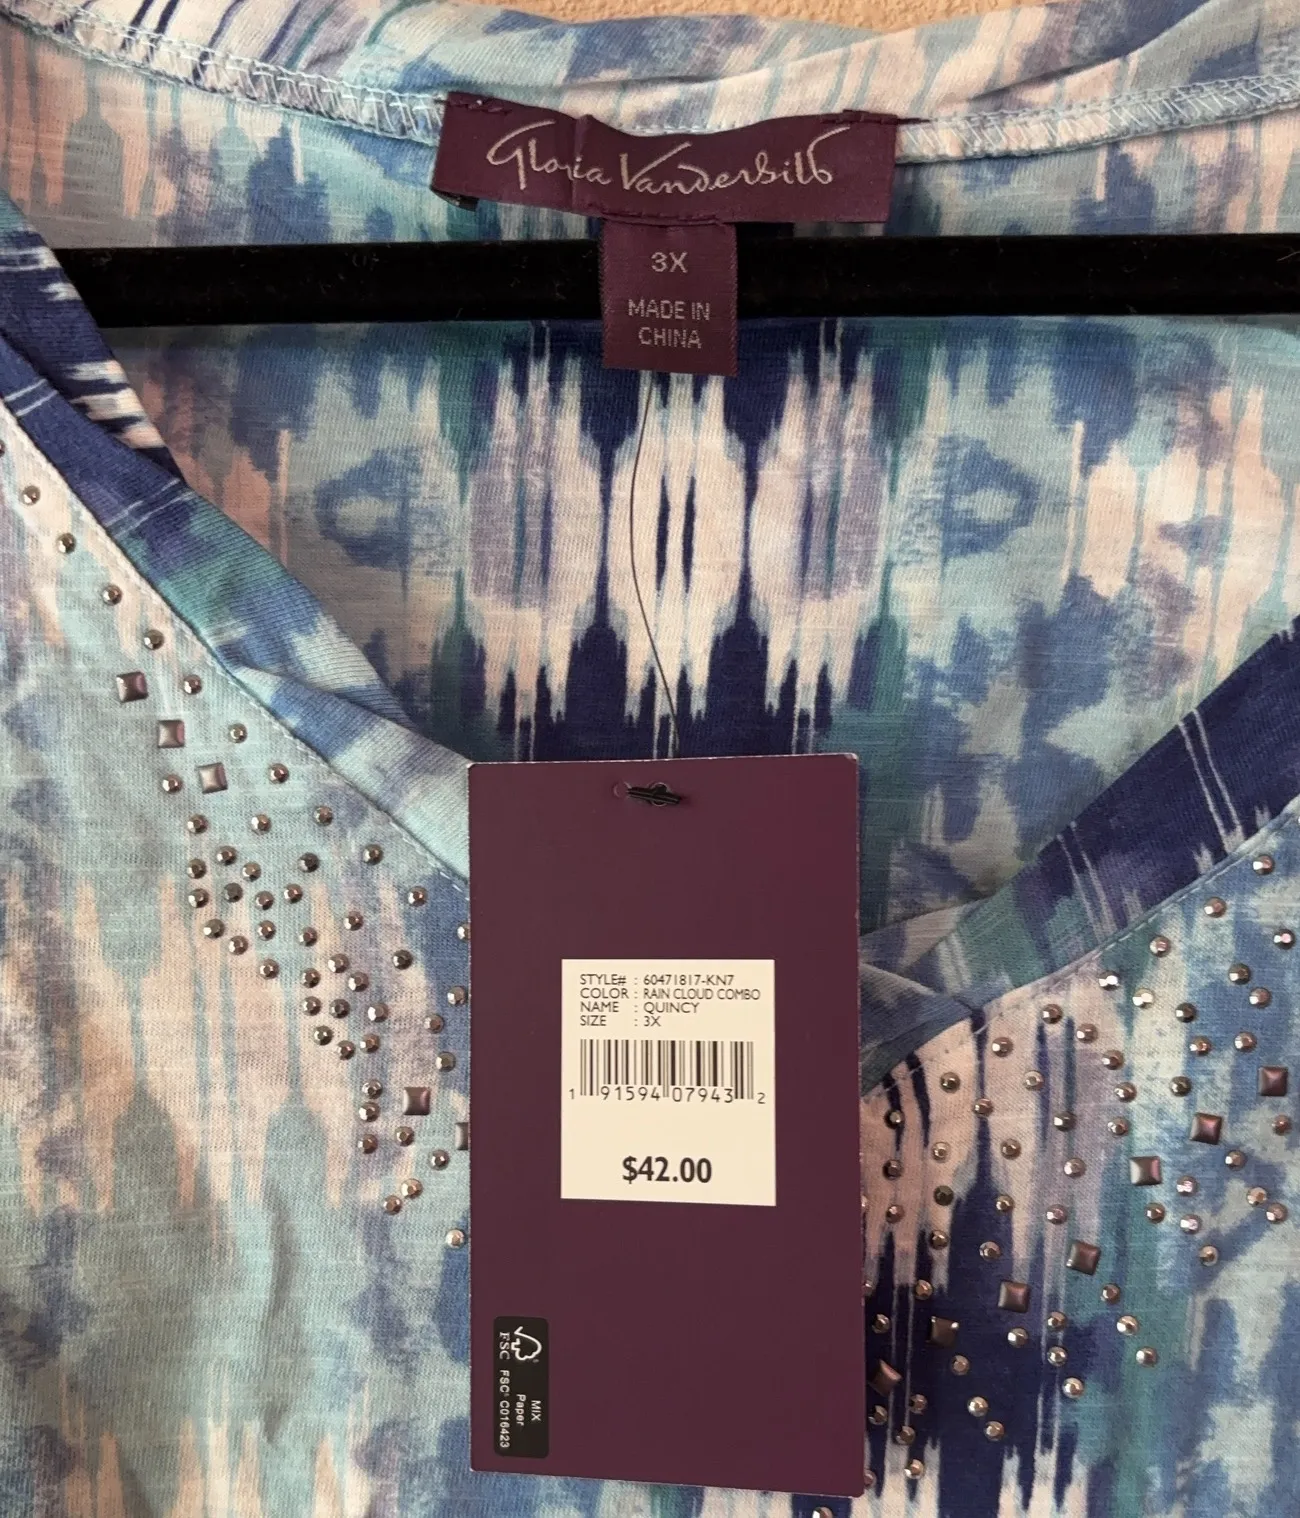 Gloria Vanderbilt
3X
MADE IN
CHINA
STYLE# : 60471817-KN7
COLOR : RAIN CLOUD COMBO
NAME : QUINCY
SIZE : 3X
1 91594 07943 2
$42.00
FSC
MIX
Paper
FSC® C016423